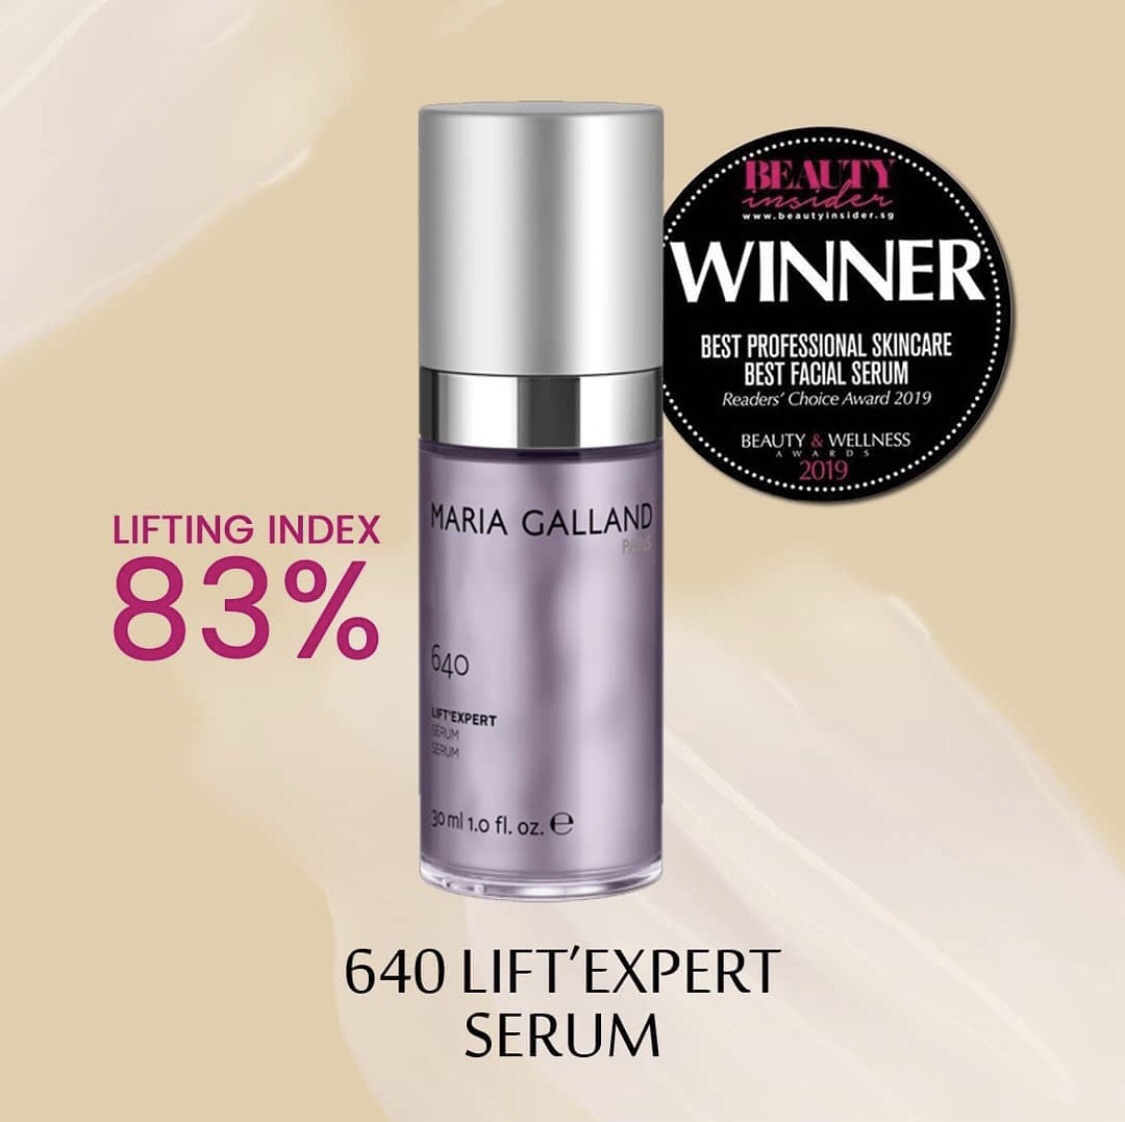 BEAUTY
insider
www.beautyinsider.sg
WINNER
BEST PROFESSIONAL SKINCARE
BEST FACIAL SERUM
Readers' Choice Award 2019
BEAUTY & WELLNESS
AWARDS
2019
LIFTING INDEX
83%
MARIA GALLAND
PARIS
640
LIFT'EXPERT
SÉRUM
SERUM
30 ml 1.0 fl. oz. ℮
640 LIFT'EXPERT
SERUM